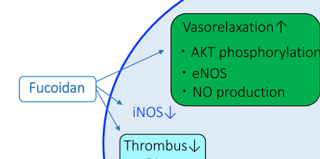 Vasorelaxation↑
・AKT phosphorylation
・eNOS
・NO production
Fucoidan
iNOS↓
Thrombus↓